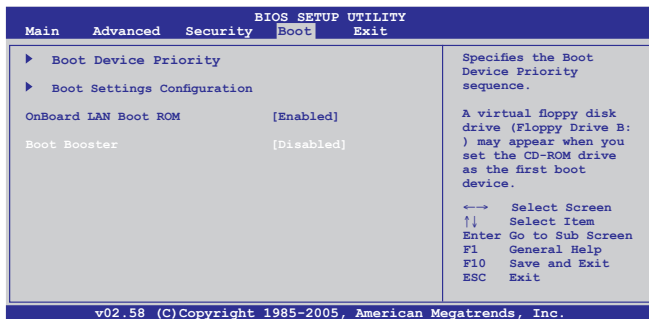 BIOS SETUP UTILITY
Main Advanced Security Boot Exit
Boot Device Priority
Boot Settings Configuration
OnBoard LAN Boot ROM [Enabled]
Boot Booster [Disabled]
Specifies the Boot
Device Priority
sequence.
A virtual floppy disk
drive (Floppy Drive B:
) may appear when you
set the CD-ROM drive
as the first boot
device.
←→ Select Screen
↑↓ Select Item
Enter Go to Sub Screen
F1 General Help
F10 Save and Exit
ESC Exit
v02.58 (C)Copyright 1985-2005, American Megatrends, Inc.